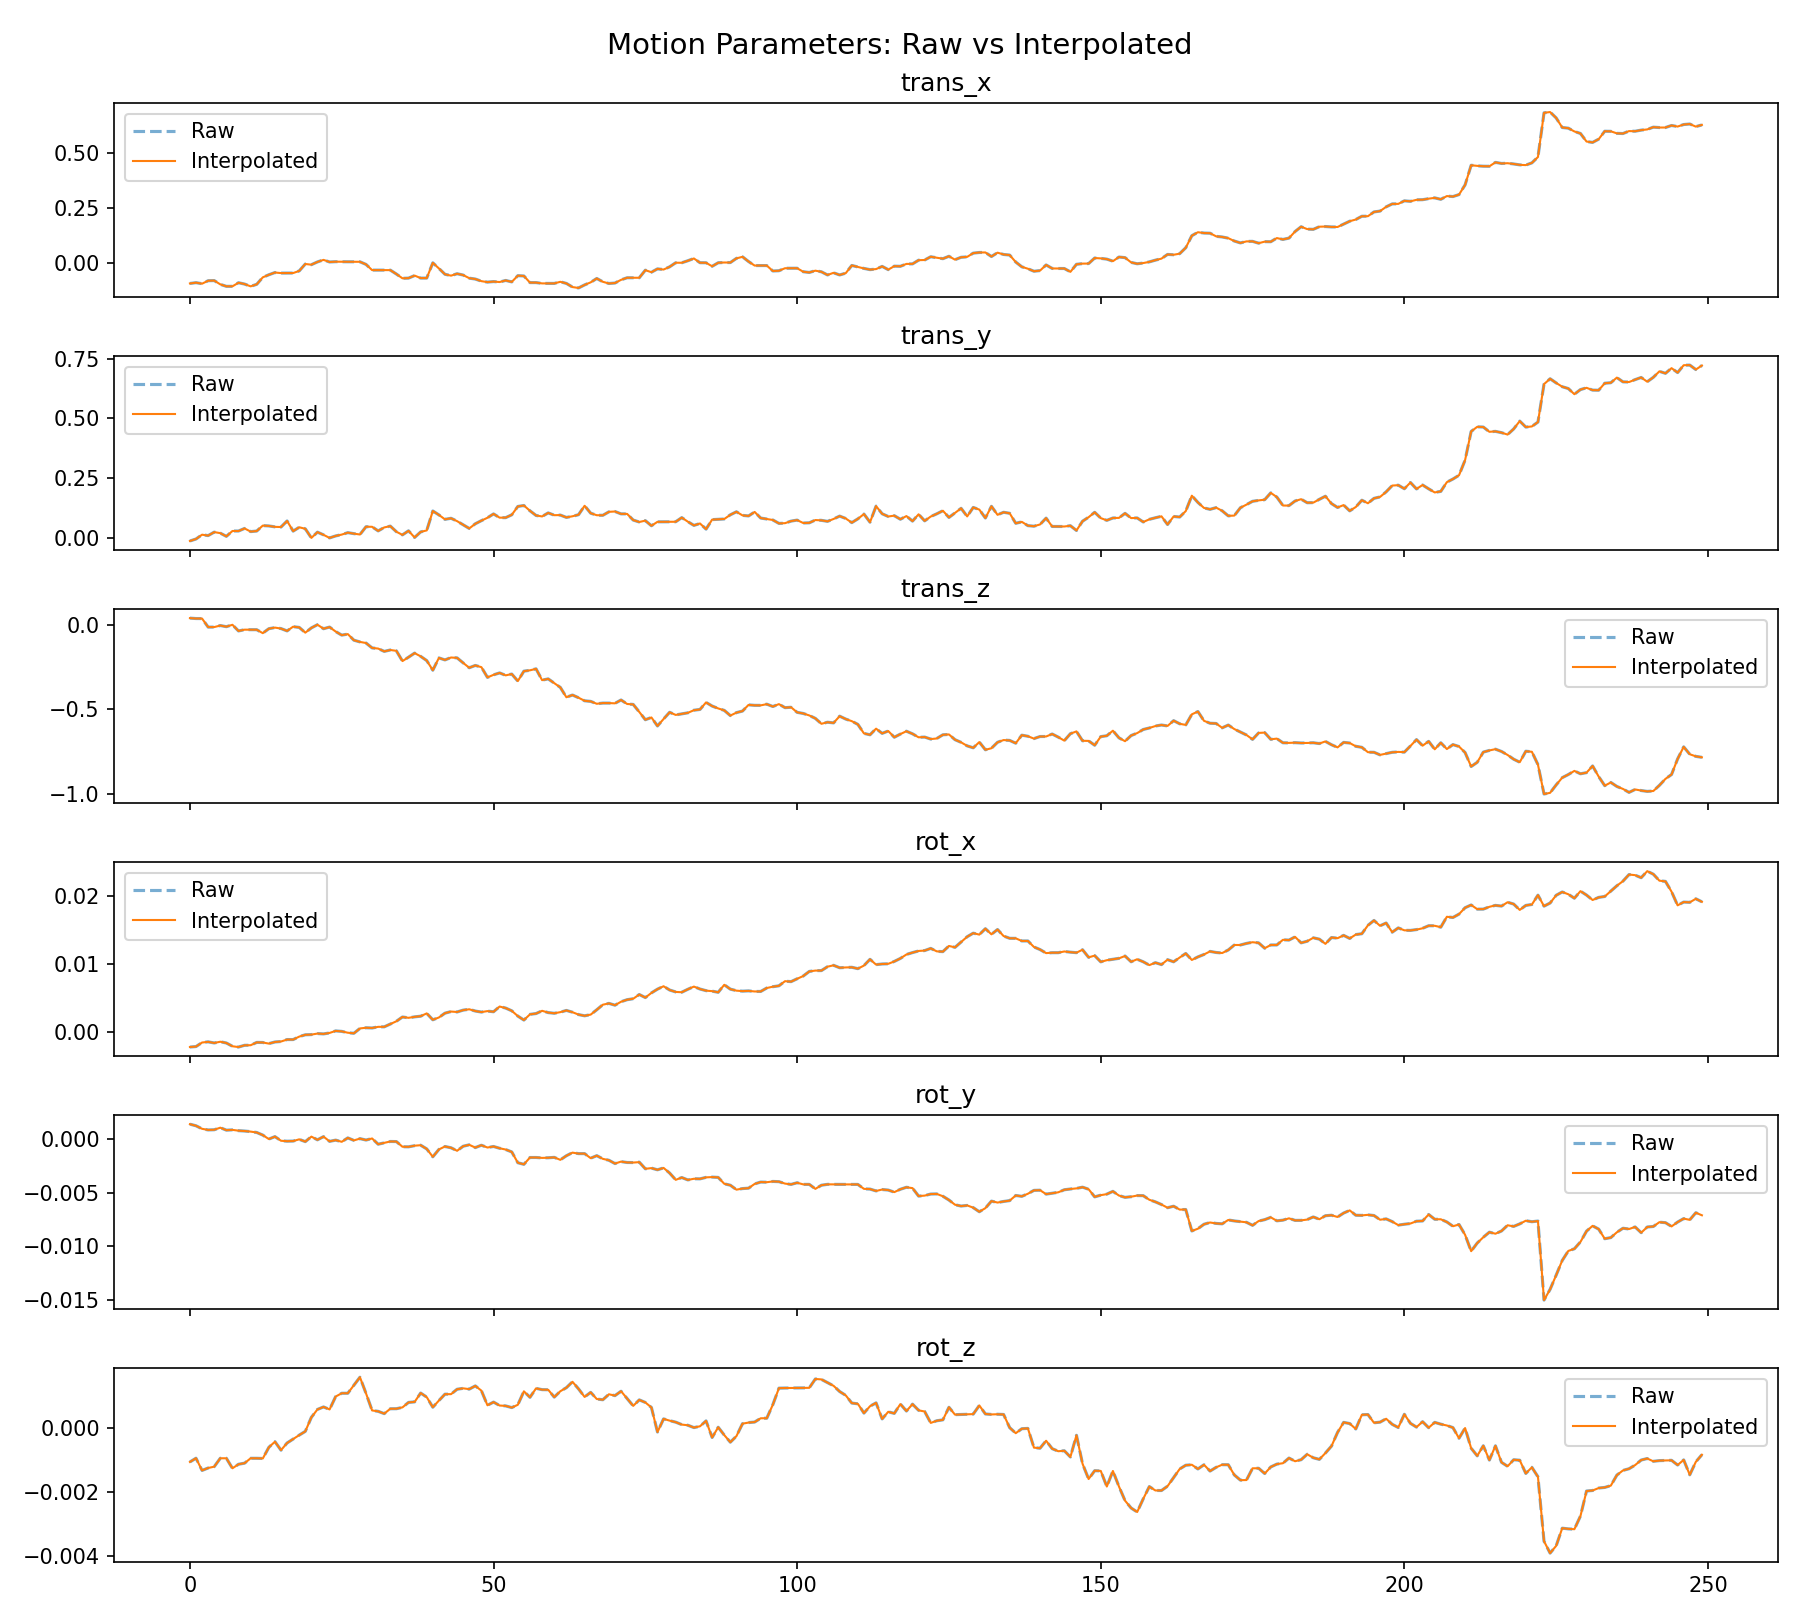 Motion Parameters: Raw vs Interpolated
trans_x
Raw
Interpolated
0.50
0.25
0.00
trans_y
Raw
Interpolated
0.75
0.50
0.25
0.00
trans_z
Raw
Interpolated
0.0
−0.5
−1.0
rot_x
Raw
Interpolated
0.02
0.01
0.00
rot_y
Raw
Interpolated
0.000
−0.005
−0.010
−0.015
rot_z
Raw
Interpolated
0.000
−0.002
−0.004
0 50 100 150 200 250